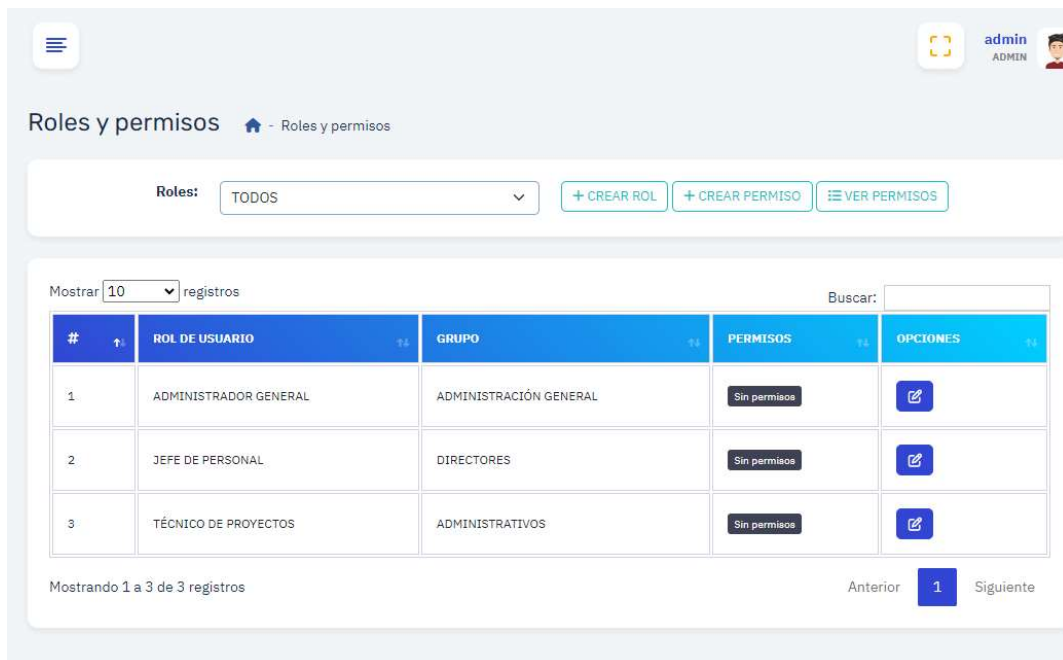 admin
ADMIN
Roles y permisos - Roles y permisos
Roles: TODOS + CREAR ROL + CREAR PERMISO VER PERMISOS
Mostrar 10 registros
Buscar:
# ROL DE USUARIO GRUPO PERMISOS OPCIONES
1 ADMINISTRADOR GENERAL ADMINISTRACIÓN GENERAL Sin permisos
2 JEFE DE PERSONAL DIRECTORES Sin permisos
3 TÉCNICO DE PROYECTOS ADMINISTRATIVOS Sin permisos
Mostrando 1 a 3 de 3 registros Anterior 1 Siguiente